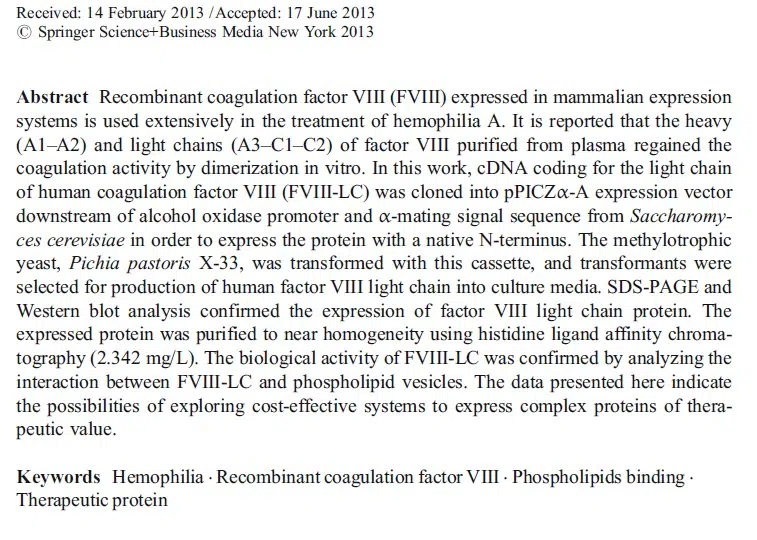 Received: 14 February 2013 / Accepted: 17 June 2013
© Springer Science+Business Media New York 2013
Abstract Recombinant coagulation factor VIII (FVIII) expressed in mammalian expression
systems is used extensively in the treatment of hemophilia A. It is reported that the heavy
(A1–A2) and light chains (A3–C1–C2) of factor VIII purified from plasma regained the
coagulation activity by dimerization in vitro. In this work, cDNA coding for the light chain
of human coagulation factor VIII (FVIII-LC) was cloned into pPICZα-A expression vector
downstream of alcohol oxidase promoter and α-mating signal sequence from Saccharomy-
ces cerevisiae in order to express the protein with a native N-terminus. The methylotrophic
yeast, Pichia pastoris X-33, was transformed with this cassette, and transformants were
selected for production of human factor VIII light chain into culture media. SDS-PAGE and
Western blot analysis confirmed the expression of factor VIII light chain protein. The
expressed protein was purified to near homogeneity using histidine ligand affinity chroma-
tography (2.342 mg/L). The biological activity of FVIII-LC was confirmed by analyzing the
interaction between FVIII-LC and phospholipid vesicles. The data presented here indicate
the possibilities of exploring cost-effective systems to express complex proteins of thera-
peutic value.
Keywords Hemophilia · Recombinant coagulation factor VIII · Phospholipids binding ·
Therapeutic protein